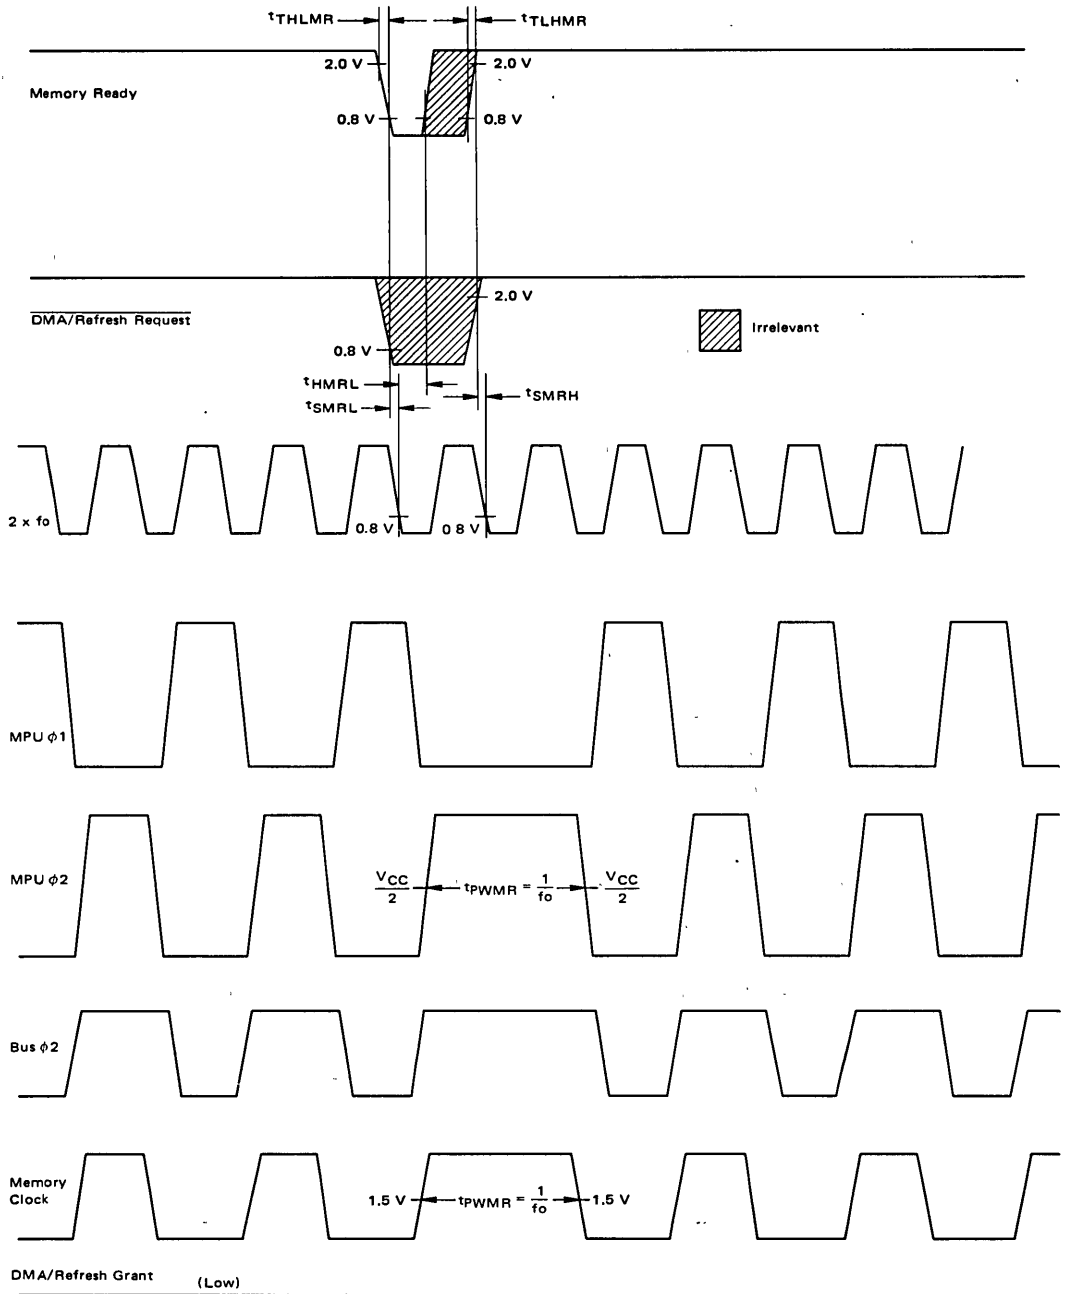 tTHLMR
tTLHMR
2.0 V
2.0 V
Memory Ready
0.8 V
0.8 V
2.0 V
DMA/Refresh Request
Irrelevant
0.8 V
tHMRL
tSMRH
tSMRL
2 x fo
0.8 V
0 8 V
MPU ϕ1
MPU ϕ2
VCC
2
tPWMR = 1
fo
VCC
2
Bus ϕ2
Memory
Clock
1.5 V
tPWMR = 1
fo
1.5 V
DMA/Refresh Grant
(Low)